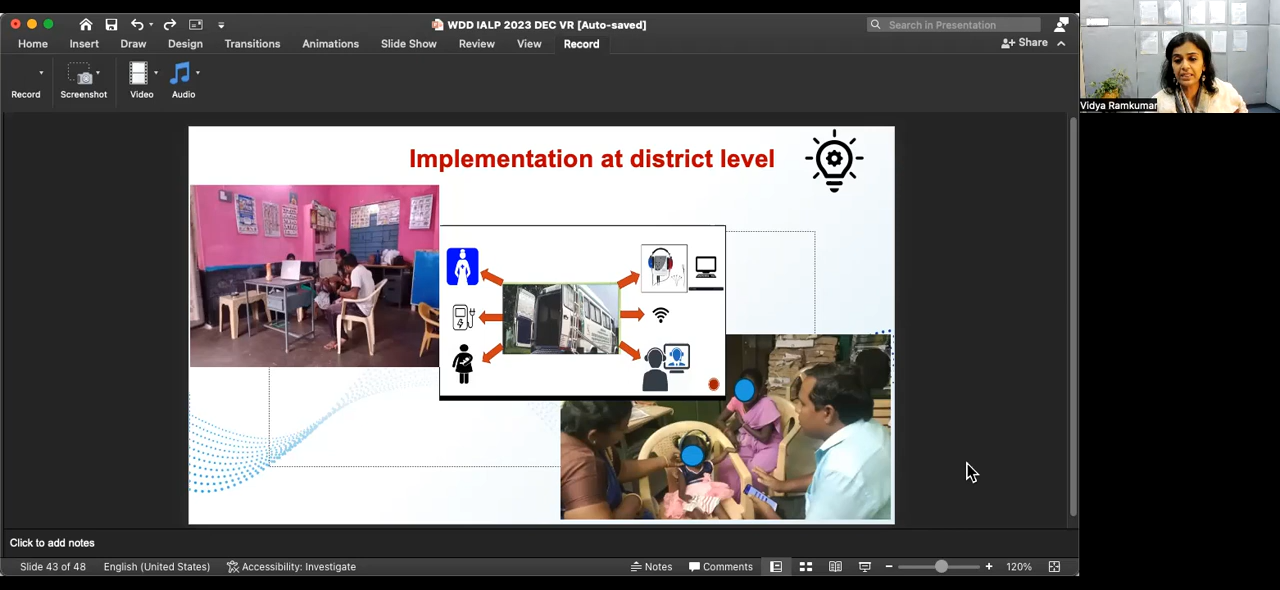 WDD IALP 2023 DEC VR [Auto-saved]
Search in Presentation
Home Insert Draw Design Transitions Animations Slide Show Review View Record
Share
Record Screenshot Video Audio
Vidya Ramkumar
Implementation at district level
Click to add notes
Slide 43 of 48 English (United States) Accessibility: Investigate Notes Comments 120%